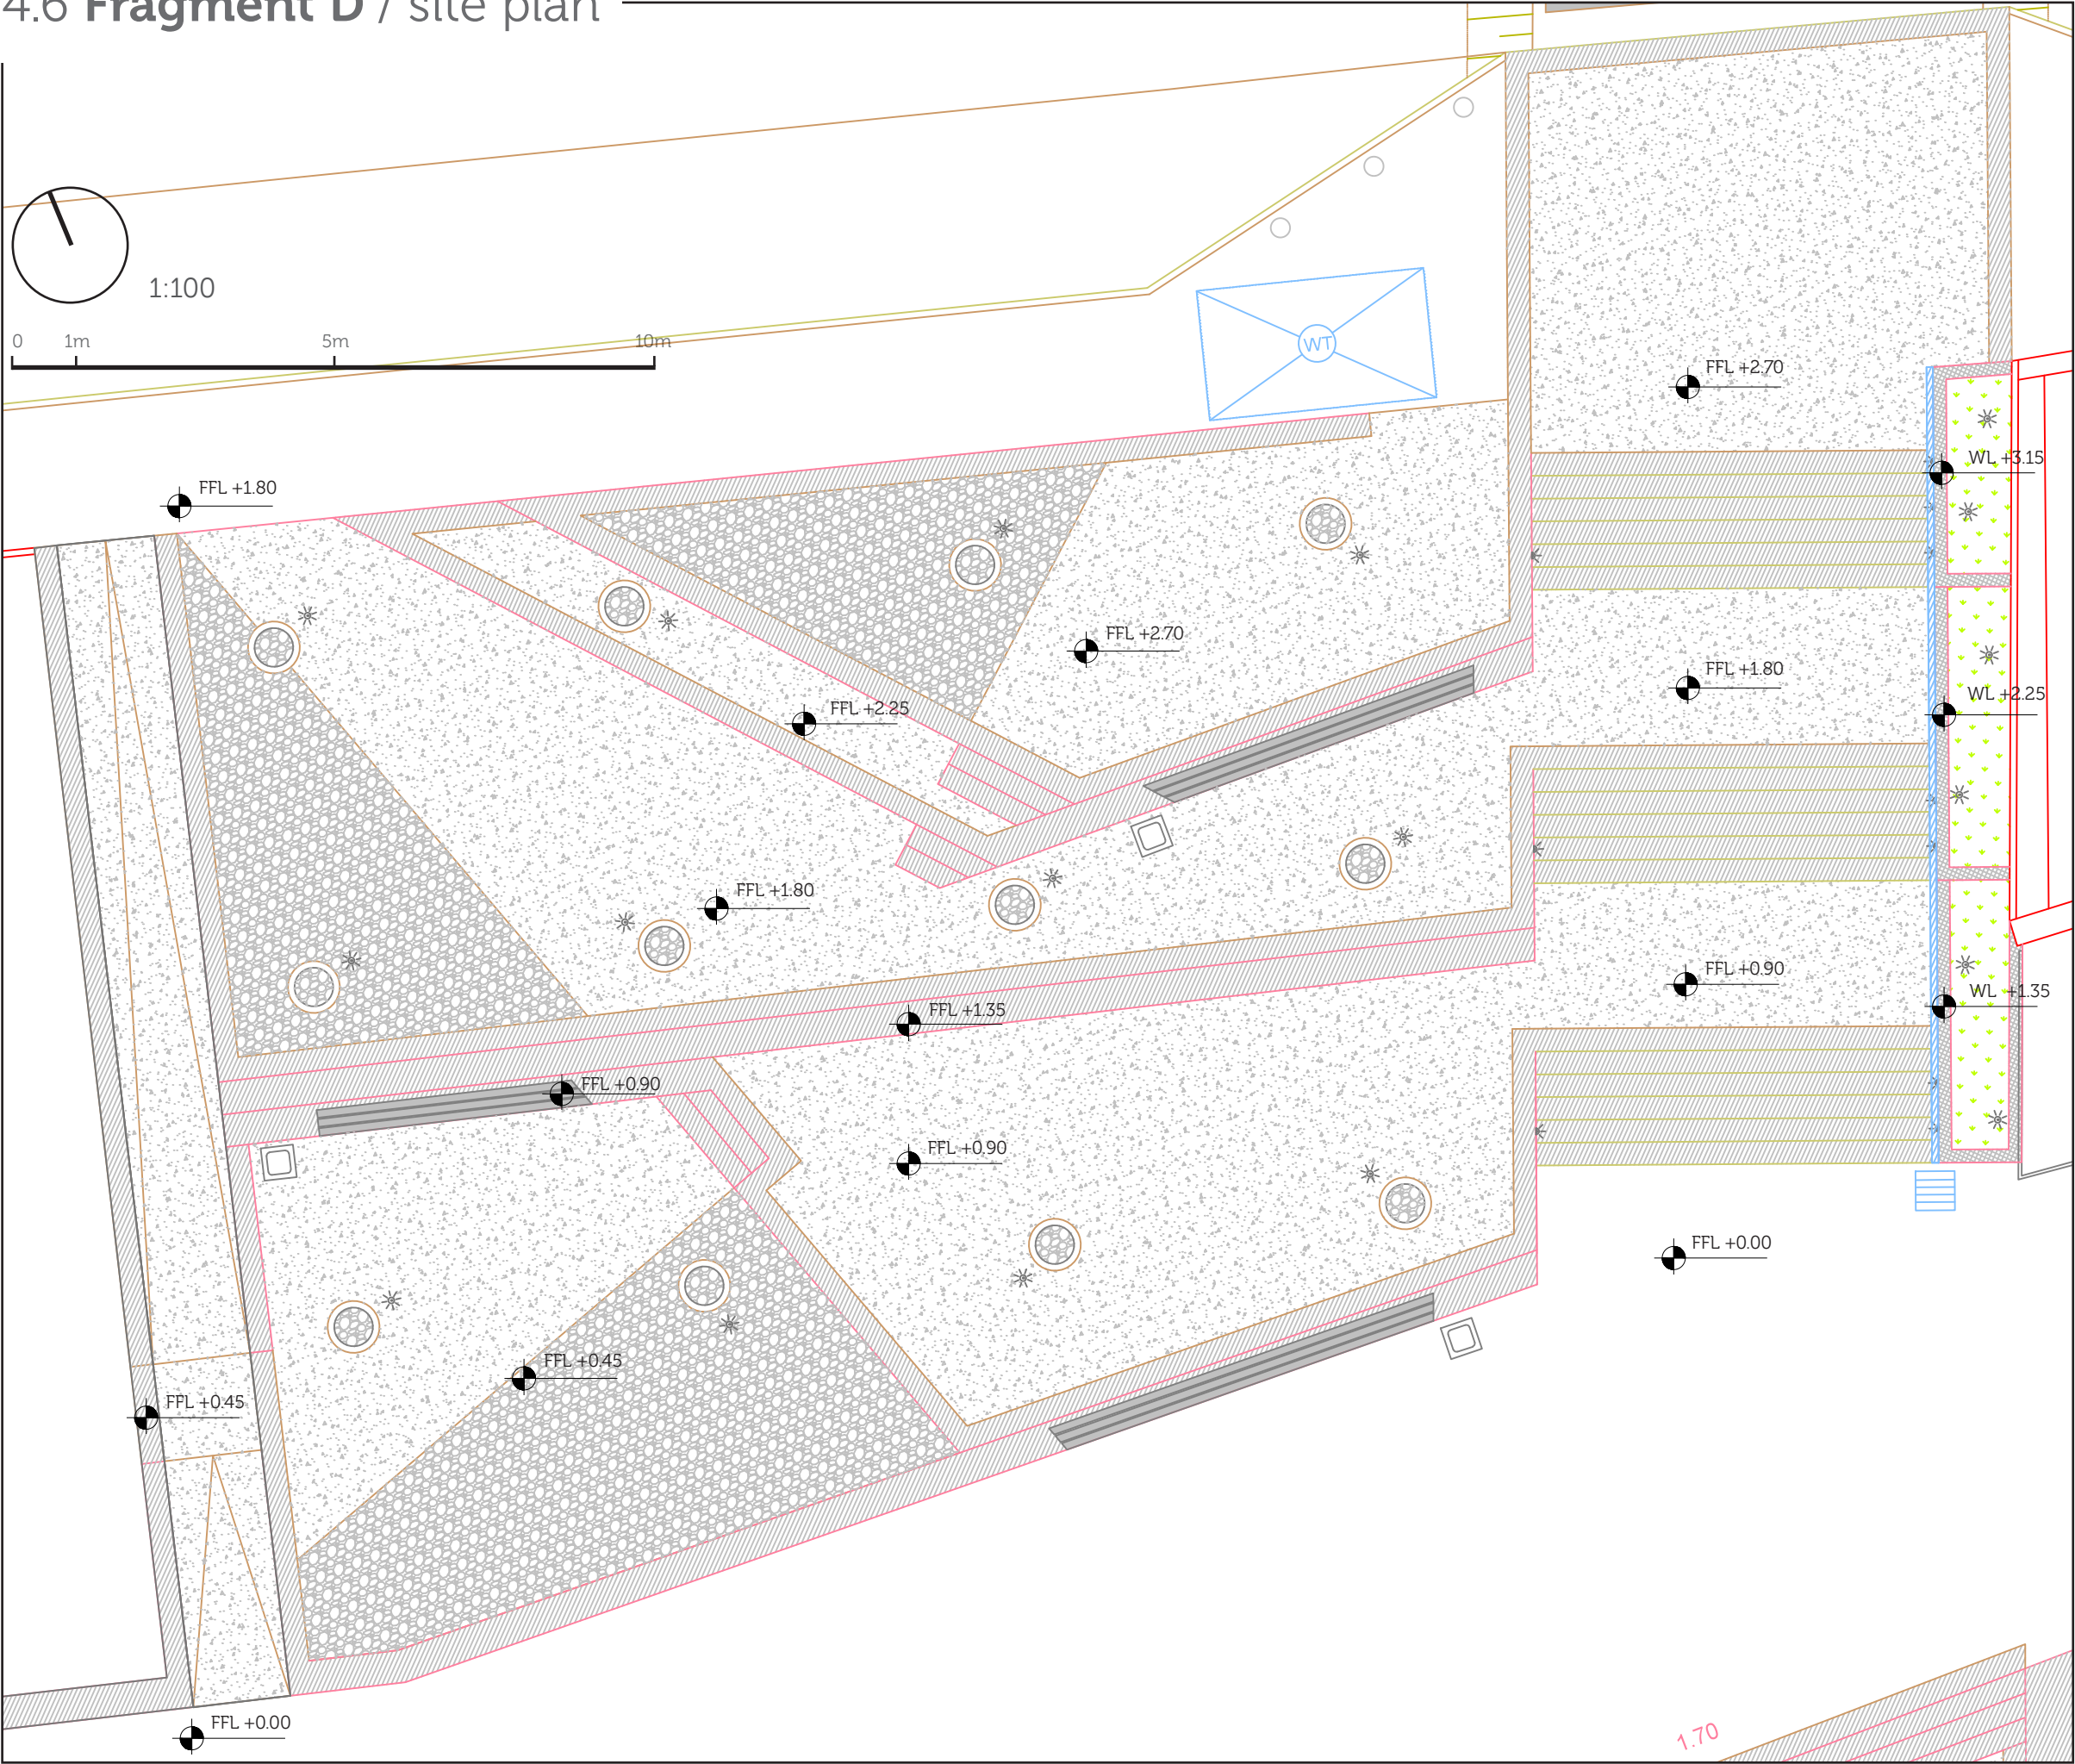 4.6 Fragment D / site plan
1:100
0 1m 5m 10m
WT
FFL +2.70
WL +3.15
FFL +1.80
FFL +2.70
FFL +1.80
WL +2.25
FFL +2.25
FFL +1.80
FFL +0.90
WL +1.35
FFL +1.35
FFL +0.90
FFL +0.90
FFL +0.00
FFL +0.45
FFL +0.45
FFL +0.00
1.70